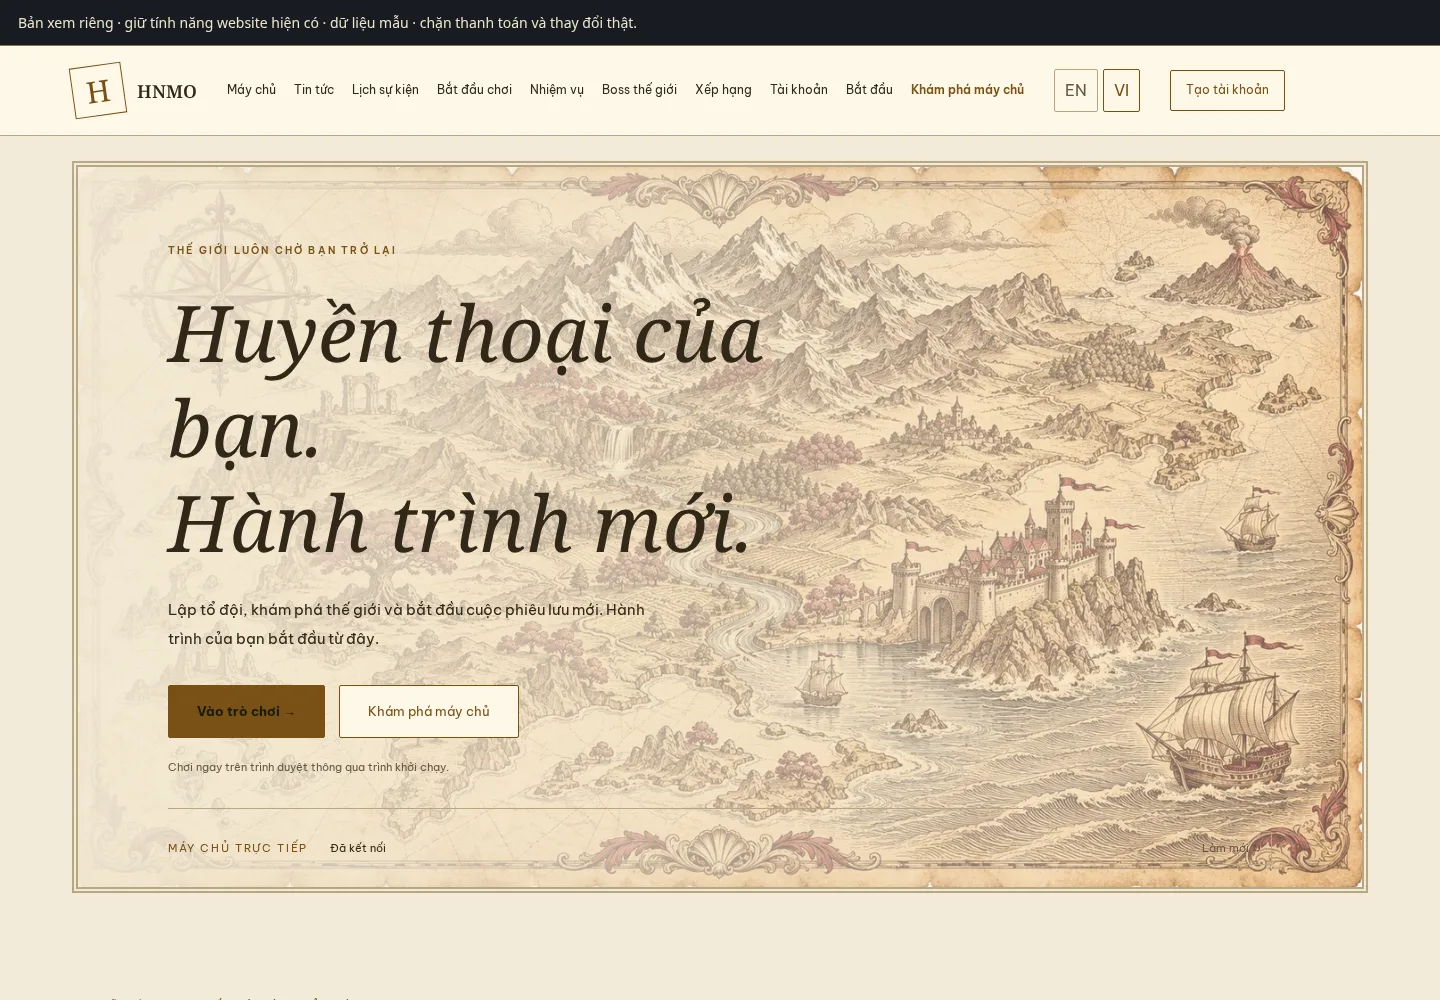 Bản xem riêng · giữ tính năng website hiện có · dữ liệu mẫu · chặn thanh toán và thay đổi thật.
H HNMO Máy chủ Tin tức Lịch sự kiện Bắt đầu chơi Nhiệm vụ Boss thế giới Xếp hạng Tài khoản Bắt đầu Khám phá máy chủ EN VI Tạo tài khoản
THẾ GIỚI LUÔN CHỜ BẠN TRỞ LẠI
Huyền thoại của
bạn.
Hành trình mới.
Lập tổ đội, khám phá thế giới và bắt đầu cuộc phiêu lưu mới. Hành
trình của bạn bắt đầu từ đây.
Vào trò chơi → Khám phá máy chủ
Chơi ngay trên trình duyệt thông qua trình khởi chạy.
MÁY CHỦ TRỰC TIẾP Đã kết nối Làm mới